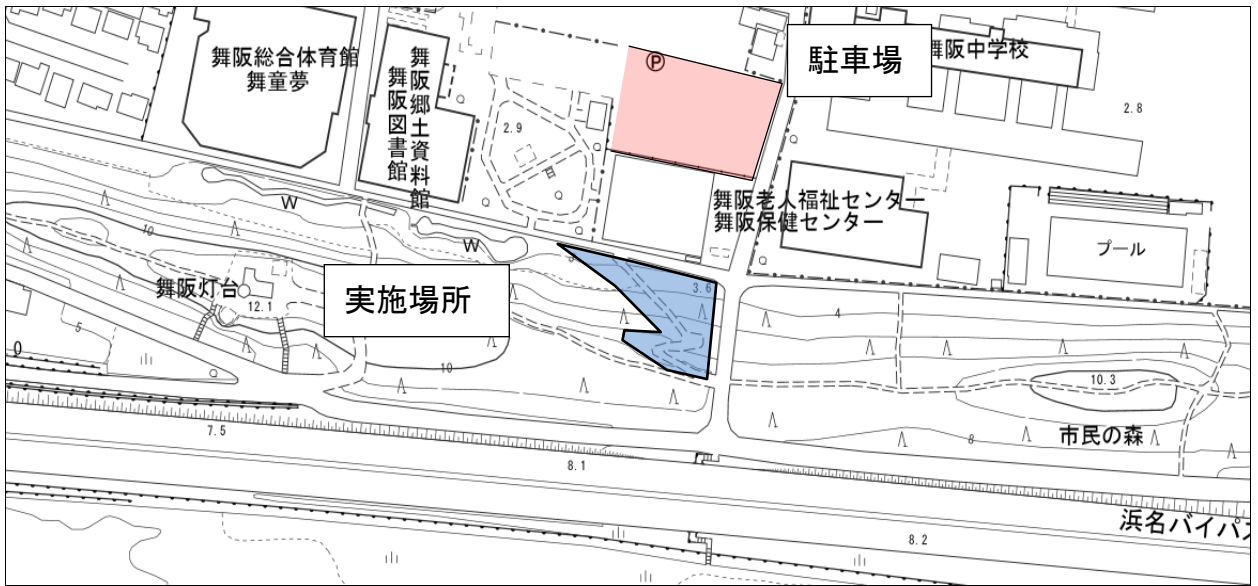 舞阪総合体育館
舞童夢
舞阪郷土資料館
舞阪図書館
P
駐車場
舞阪中学校
2.8
2.9
舞阪老人福祉センター
舞阪保健センター
プール
W
W
10
舞阪灯台
12.1
実施場所
3.6
4
5
0
10
10.3
8
市民の森
7.5
8.1
8.2
浜名バイパス